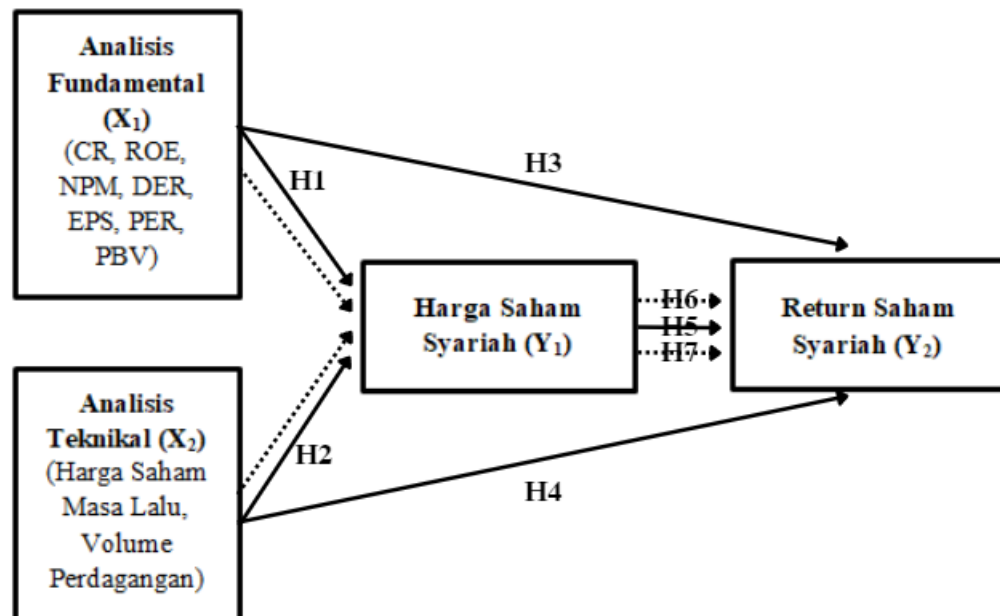 Analisis
Fundamental
(X₁)
(CR, ROE,
NPM, DER,
EPS, PER,
PBV)
H1
H3
Harga Saham
Syariah (Y₁)
H6
H5
H7
Return Saham
Syariah (Y₂)
Analisis
Teknikal (X₂)
(Harga Saham
Masa Lalu,
Volume
Perdagangan)
H2
H4